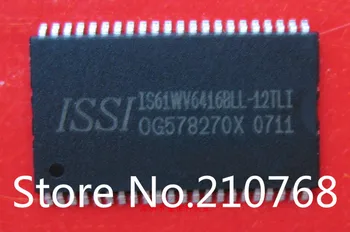 ISSI
IS61WV6416BLL-12TLI
OG578270X 0711
Store No.:210768